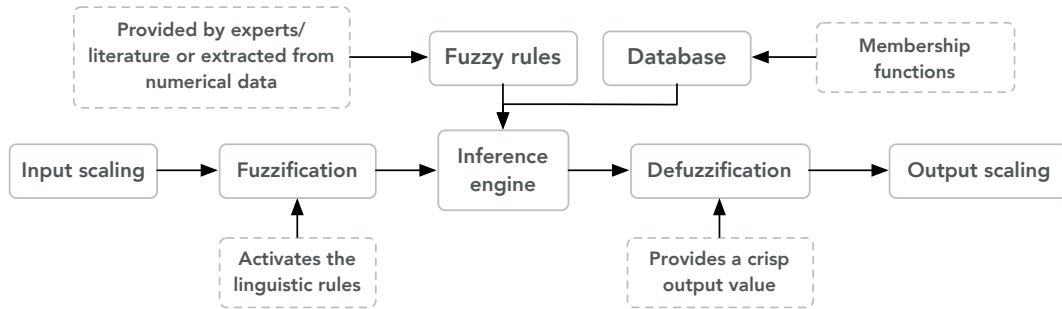 Provided by experts/
literature or extracted from
numerical data
Fuzzy rules
Database
Membership
functions
Input scaling
Fuzzification
Inference
engine
Defuzzification
Output scaling
Activates the
linguistic rules
Provides a crisp
output value